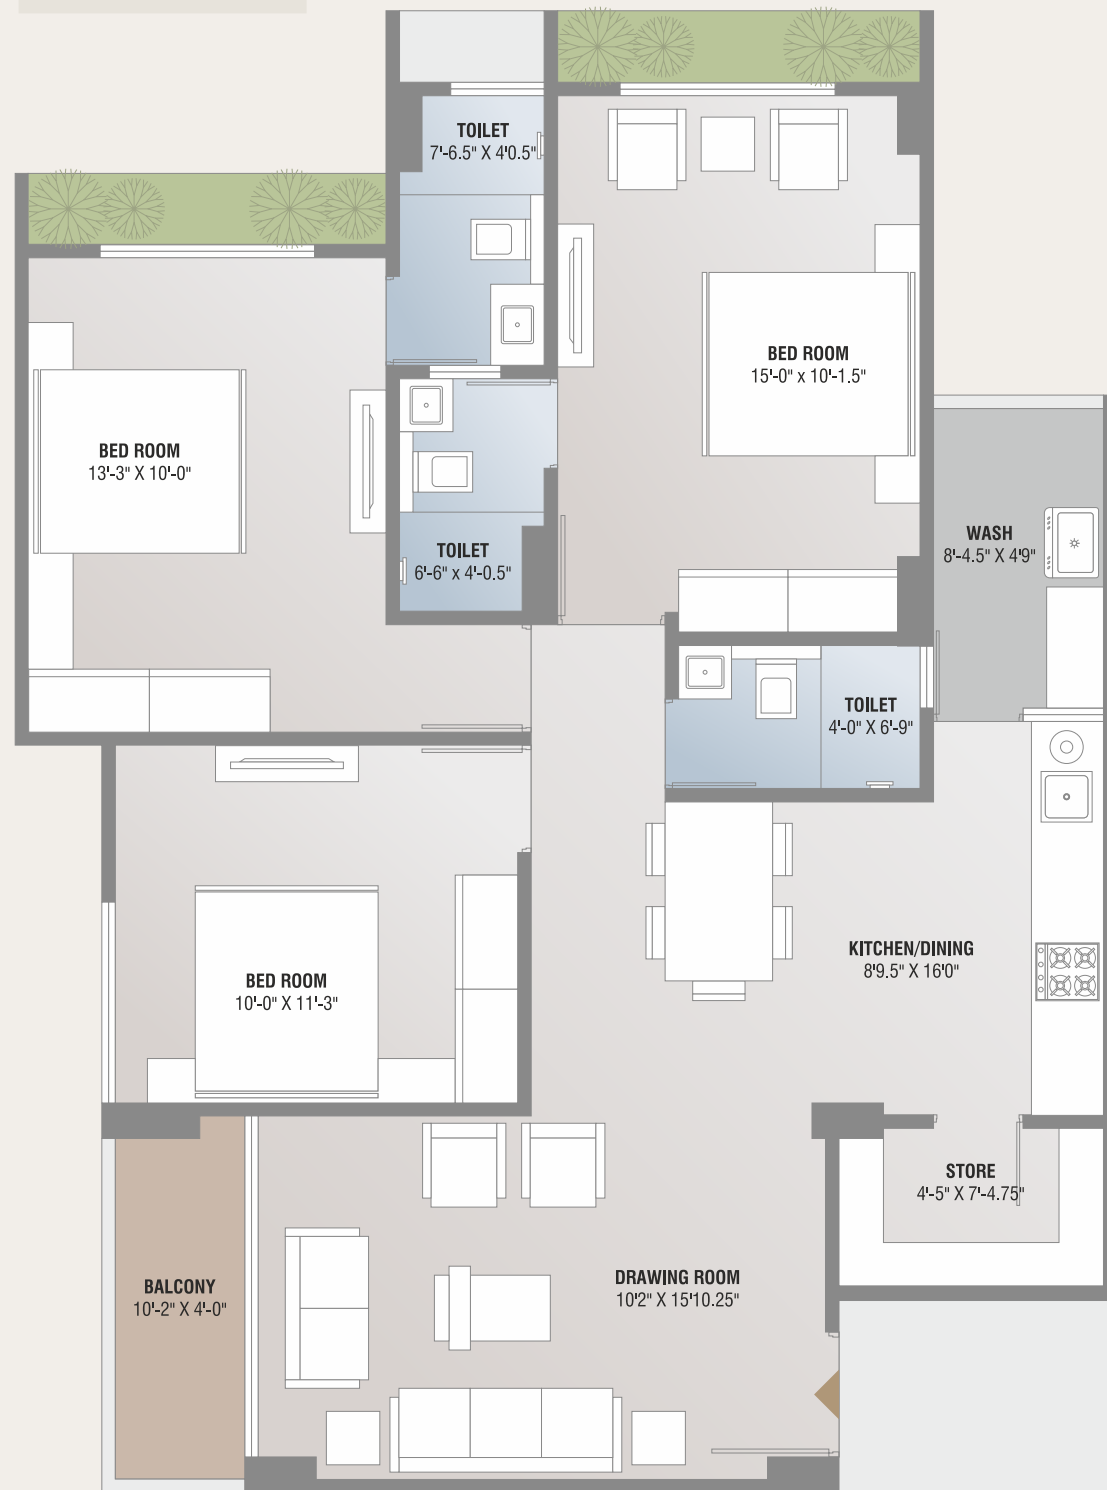 TOILET
7'-6.5" X 4'0.5"
BED ROOM
15'-0" x 10'-1.5"
BED ROOM
13'-3" X 10'-0"
WASH
8'-4.5" X 4'9"
TOILET
6'-6" x 4'-0.5"
TOILET
4'-0" X 6'-9"
KITCHEN/DINING
8'9.5" X 16'0"
BED ROOM
10'-0" X 11'-3"
STORE
4'-5" X 7'-4.75"
DRAWING ROOM
10'2" X 15'10.25"
BALCONY
10'-2" X 4'-0"